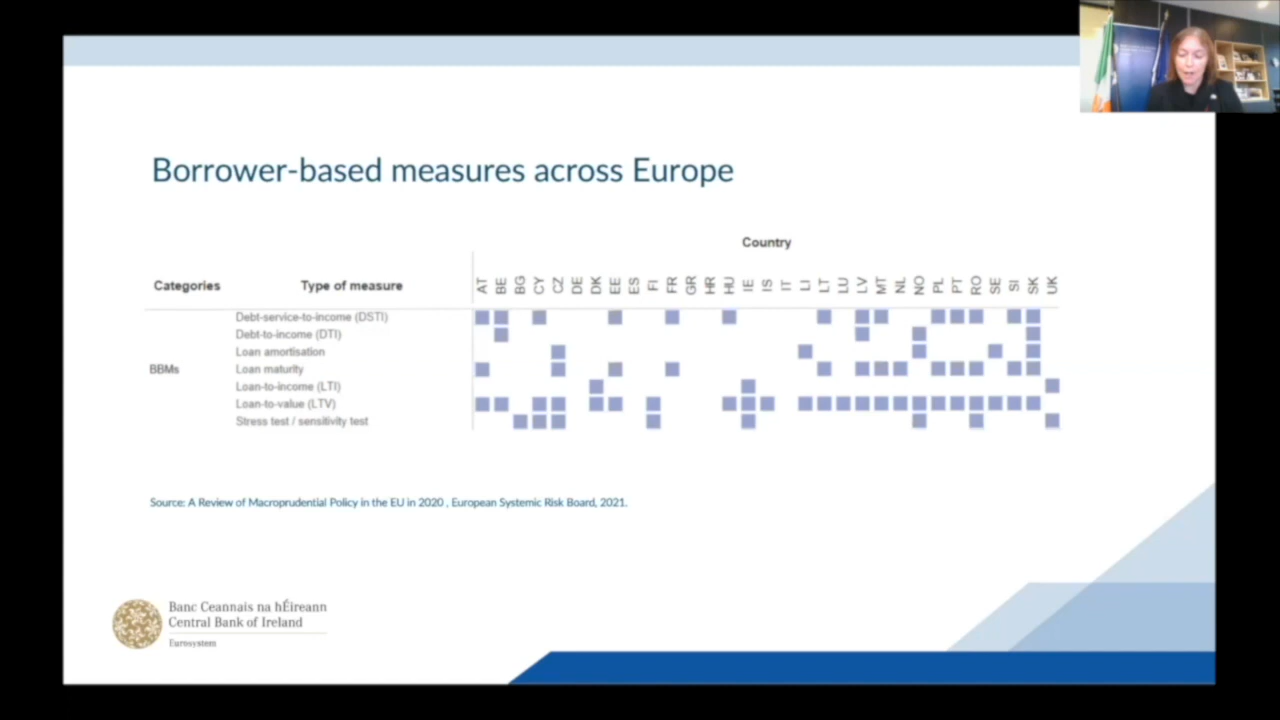 Borrower-based measures across Europe
Country
Categories Type of measure AT BE BG CY CZ DE DK EE ES FI FR GR HR HU IE IS IT LI LT LU LV MT NL NO PL PT RO SE SI SK UK
Debt-service-to-income (DSTI)
Debt-to-income (DTI)
Loan amortisation
BBMs Loan maturity
Loan-to-income (LTI)
Loan-to-value (LTV)
Stress test / sensitivity test
Source: A Review of Macroprudential Policy in the EU in 2020 , European Systemic Risk Board, 2021.
Banc Ceannais na hÉireann
Central Bank of Ireland
Eurosystem